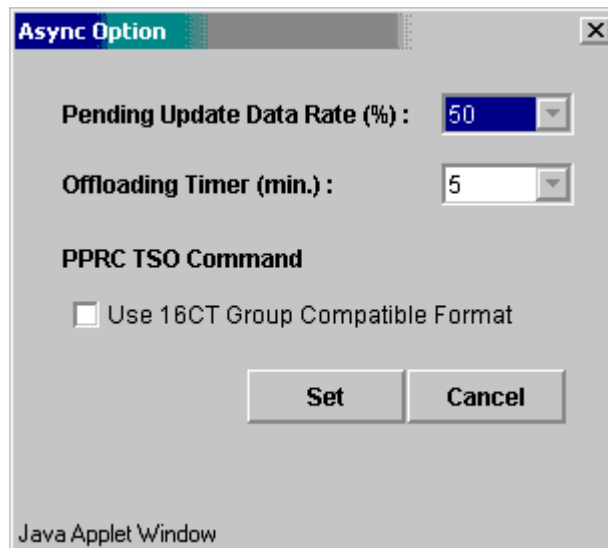 Async Option
Pending Update Data Rate (%) : 50
Offloading Timer (min.) : 5
PPRC TSO Command
Use 16CT Group Compatible Format
Set Cancel
Java Applet Window